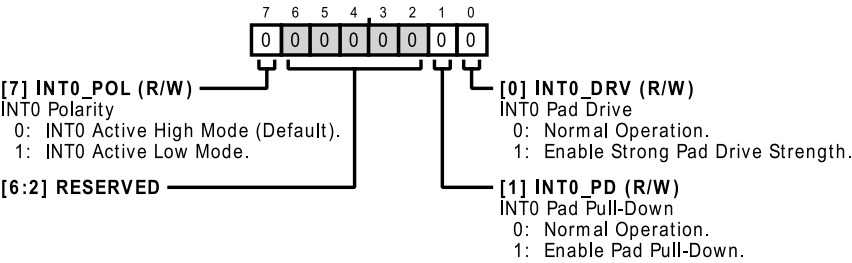 7 6 5 4 3 2 1 0
0 0 0 0 0 0 0 0
[7] INT0_POL (R/W)
INT0 Polarity
0: INT0 Active High Mode (Default).
1: INT0 Active Low Mode.
[6:2] RESERVED
[0] INT0_DRV (R/W)
INT0 Pad Drive
0: Normal Operation.
1: Enable Strong Pad Drive Strength.
[1] INT0_PD (R/W)
INT0 Pad Pull-Down
0: Normal Operation.
1: Enable Pad Pull-Down.